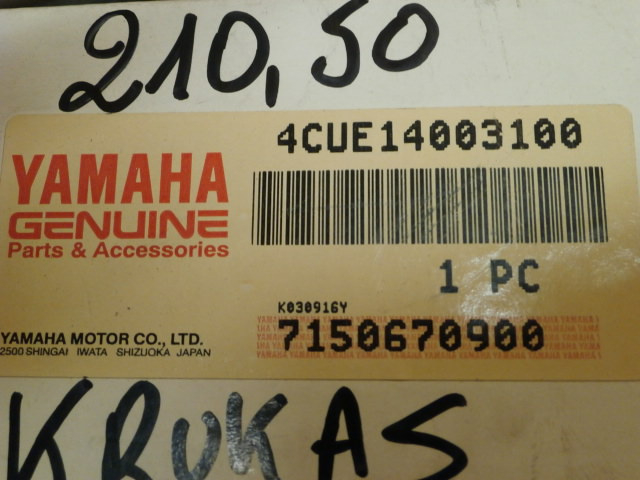 210,50
4CUE14003100
YAMAHA
GENUINE
Parts & Accessories
1 PC
K030916Y
7150670900
YAMAHA MOTOR CO., LTD.
2500 SHINGAI IWATA SHIZUOKA JAPAN
KRUKAS